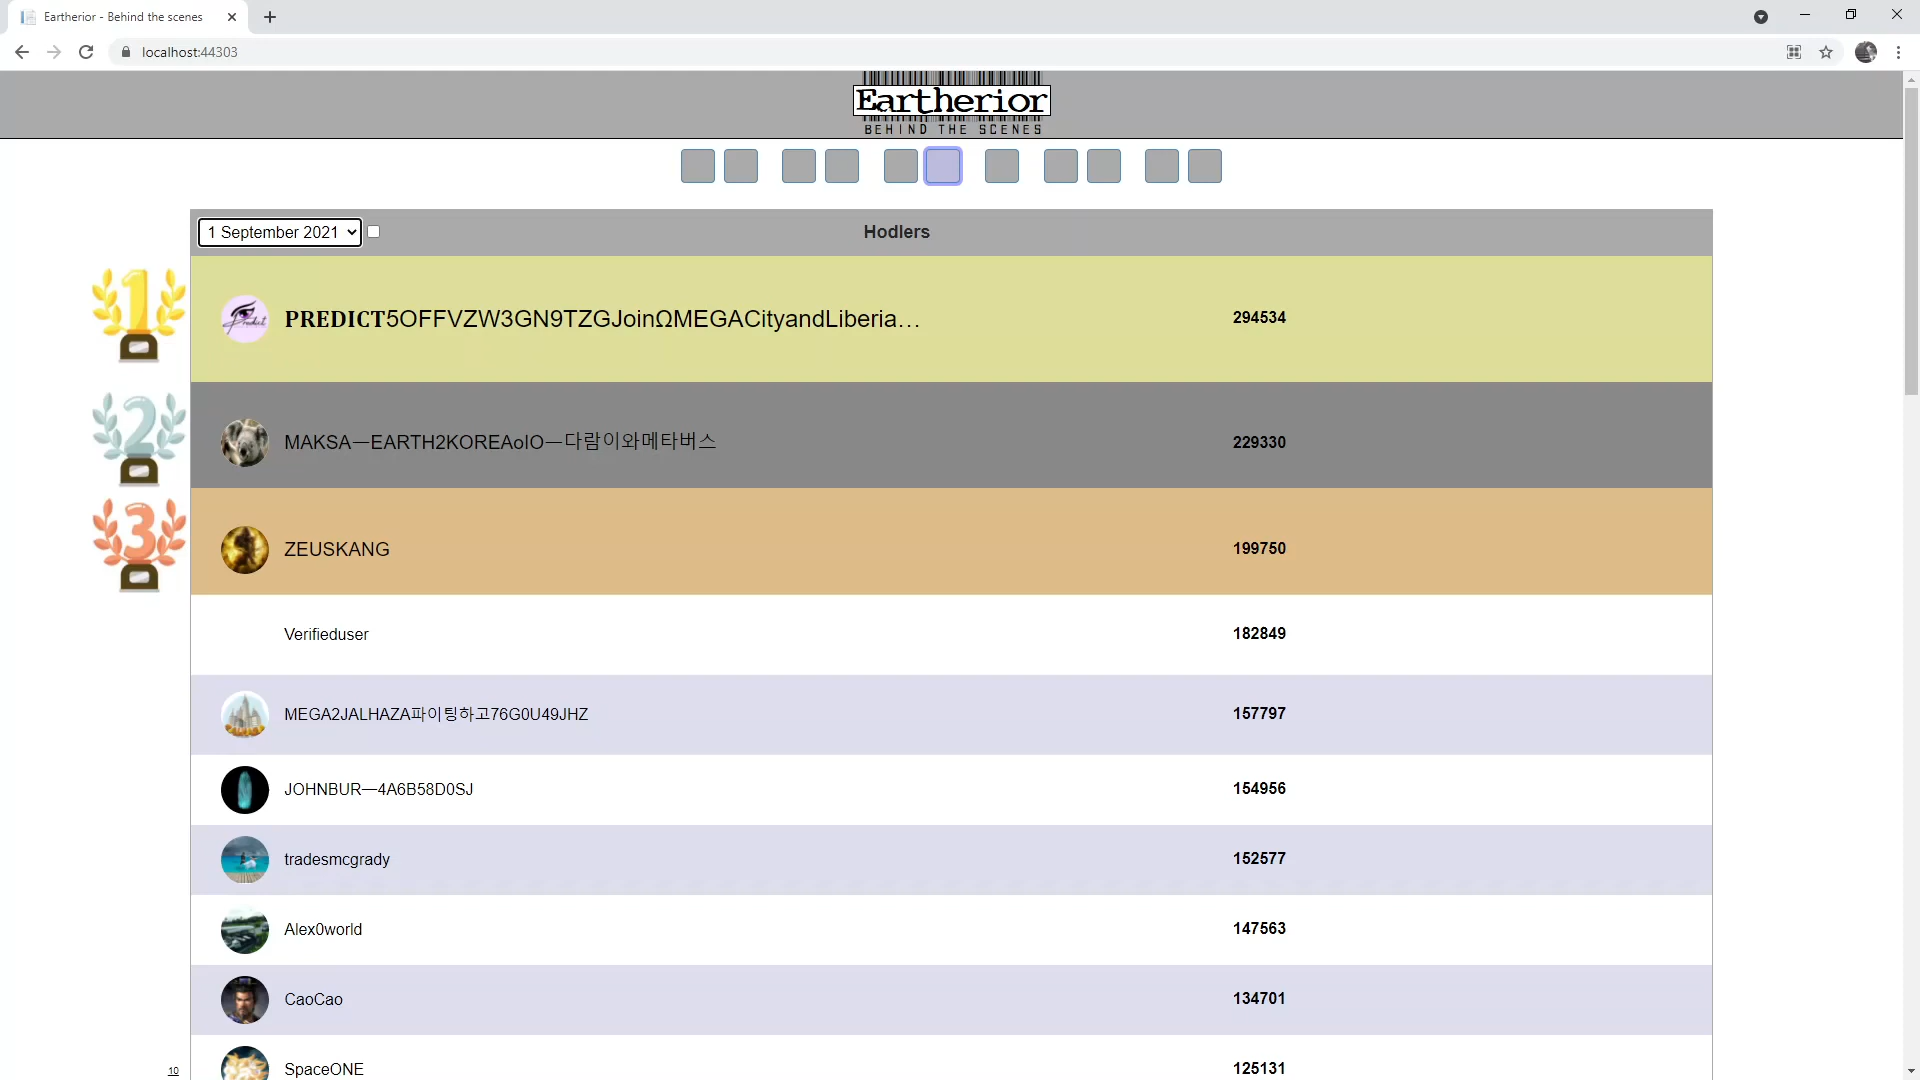 Eartherior - Behind the scenes
localhost:44303
Eartherior
BEHIND THE SCENES
1 September 2021
Hodlers
1
PREDICT5OFFVZW3GN9TZGJoinΩMEGACityandLiberia…
294534
2
MAKSA—EARTH2KOREAoIO—다람이와메타버스
229330
3
ZEUSKANG
199750
Verifieduser
182849
MEGA2JALHAZA파이팅하고76G0U49JHZ
157797
JOHNBUR—4A6B58D0SJ
154956
tradesmcgrady
152577
Alex0world
147563
CaoCao
134701
10
SpaceONE
125131